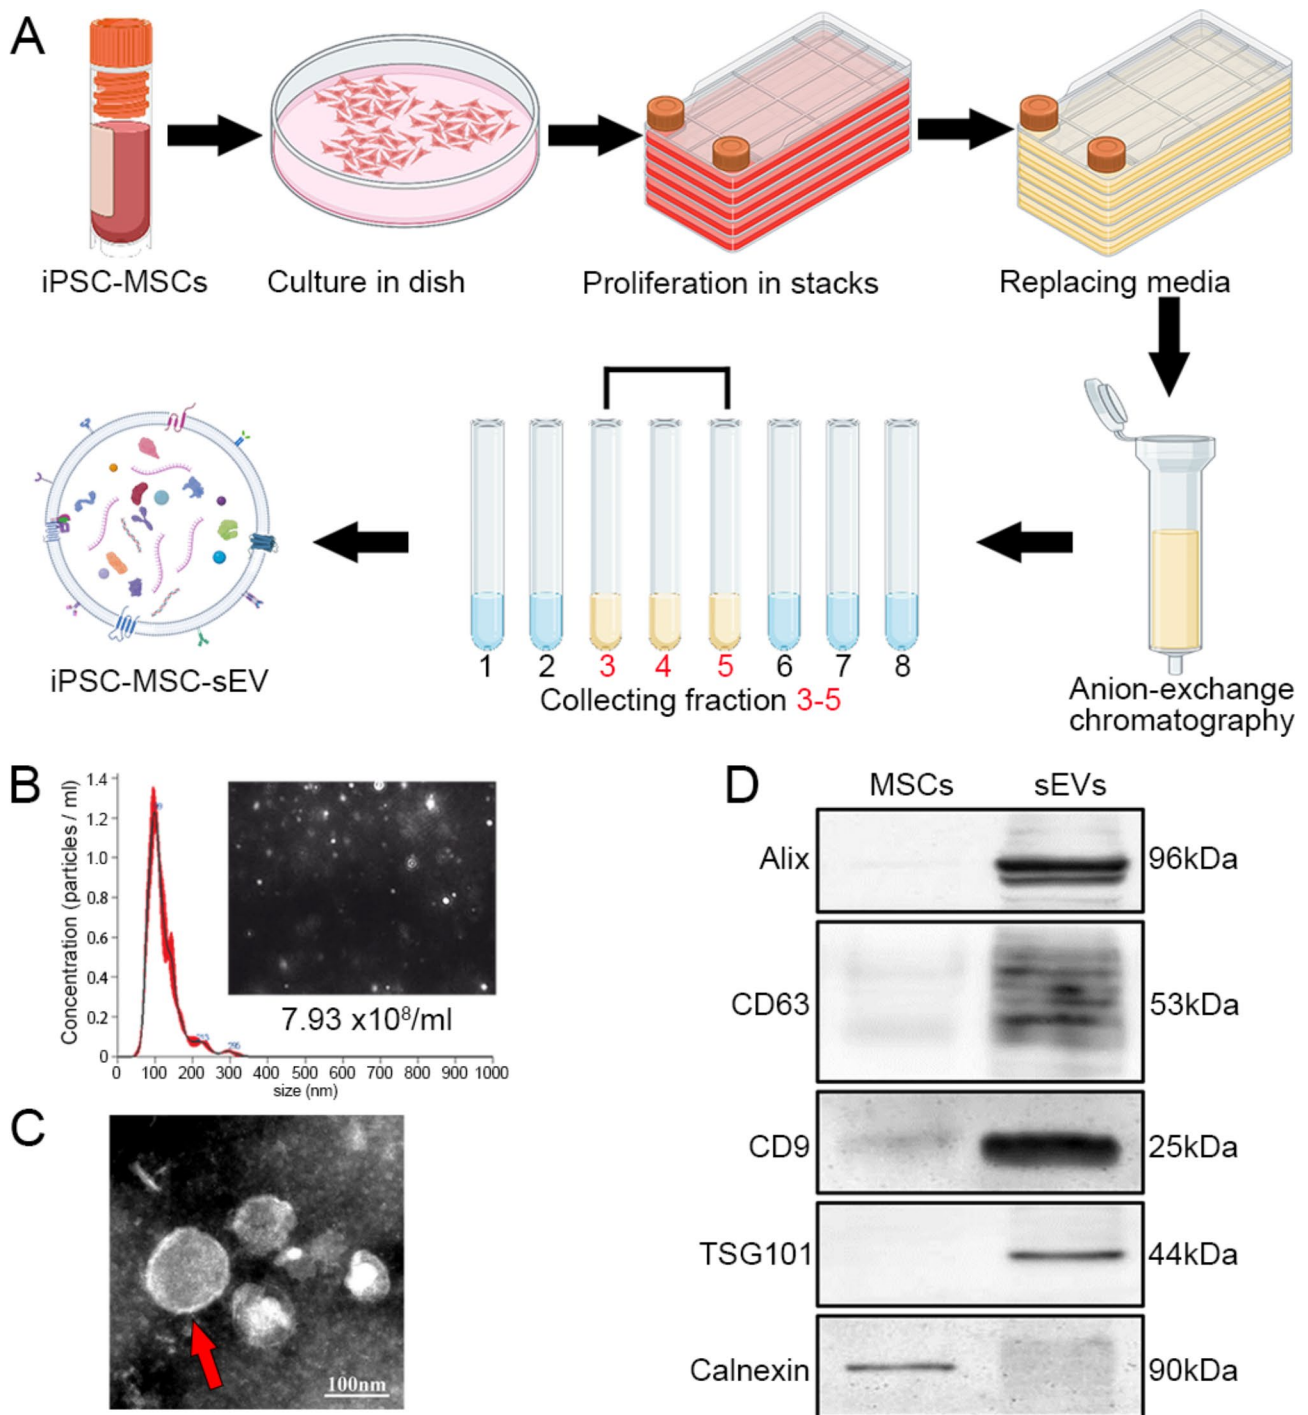 A
iPSC-MSCs
Culture in dish
Proliferation in stacks
Replacing media
iPSC-MSC-sEV
1 2 3 4 5 6 7 8
Collecting fraction 3-5
Anion-exchange
chromatography
B
Concentration (particles / ml)
1.4
1.2
1.0
0.8
0.6
0.4
0.2
0
0 100 200 300 400 500 600 700 800 900 1000
size (nm)
7.93 x10⁸/ml
C
100nm
D
MSCs sEVs
Alix 96kDa
CD63 53kDa
CD9 25kDa
TSG101 44kDa
Calnexin 90kDa